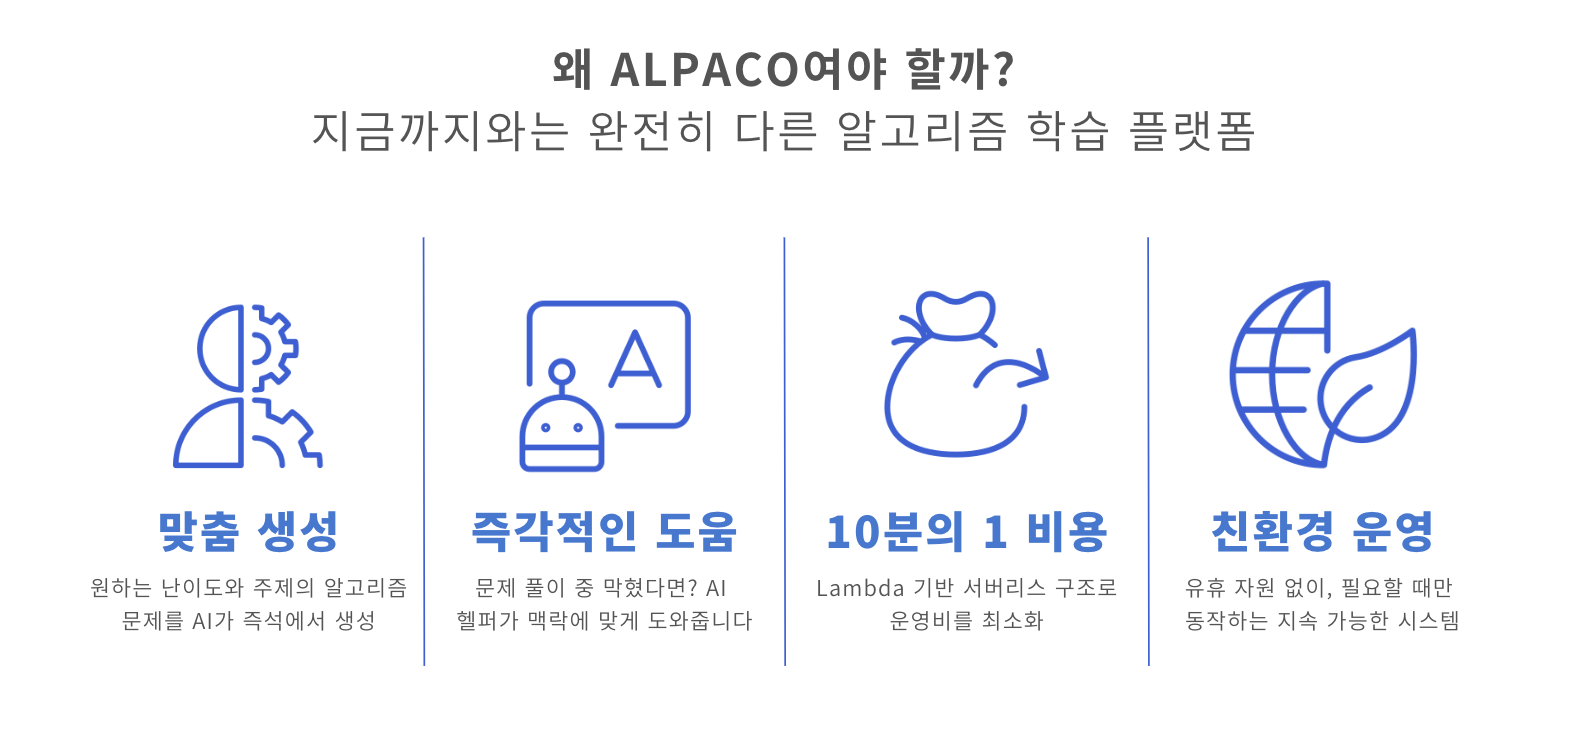 왜 ALPACO여야 할까?
지금까지와는 완전히 다른 알고리즘 학습 플랫폼
A
맞춤 생성
원하는 난이도와 주제의 알고리즘
문제를 AI가 즉석에서 생성
즉각적인 도움
문제 풀이 중 막혔다면? AI
헬퍼가 맥락에 맞게 도와줍니다
10분의 1 비용
Lambda 기반 서버리스 구조로
운영비를 최소화
친환경 운영
유휴 자원 없이, 필요할 때만
동작하는 지속 가능한 시스템